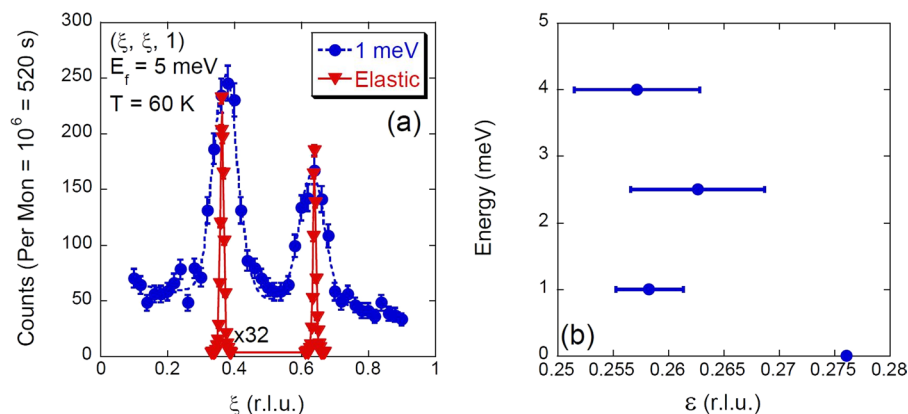 300
250
200
150
100
50
0
Counts (Per Mon = 10⁶ = 520 s)
(ξ, ξ, 1)
E_f = 5 meV
T = 60 K
1 meV
Elastic
(a)
x32
0 0.2 0.4 0.6 0.8 1
ξ (r.l.u.)
5
4
3
2
1
0
Energy (meV)
(b)
0.25 0.255 0.26 0.265 0.27 0.275 0.28
ε (r.l.u.)